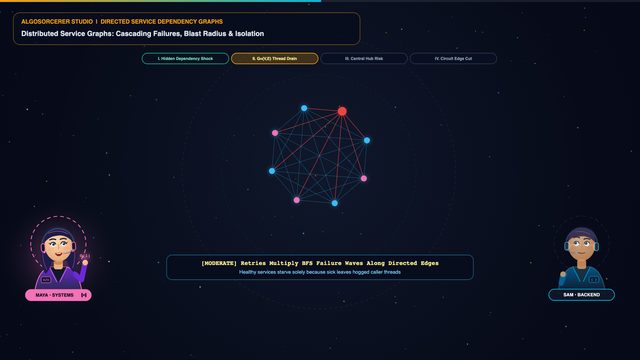 ALGOSORCERER STUDIO | DIRECTED SERVICE DEPENDENCY GRAPHS
Distributed Service Graphs: Cascading Failures, Blast Radius & Isolation
I. Hidden Dependency Shock
II. G=(V,E) Thread Drain
III. Central Hub Risk
IV. Circuit Edge Cut
[MODERATE] Retries Multiply BFS Failure Waves Along Directed Edges
Healthy services starve solely because sick leaves hogged caller threads
MAYA • SYSTEMS
SAM • BACKEND